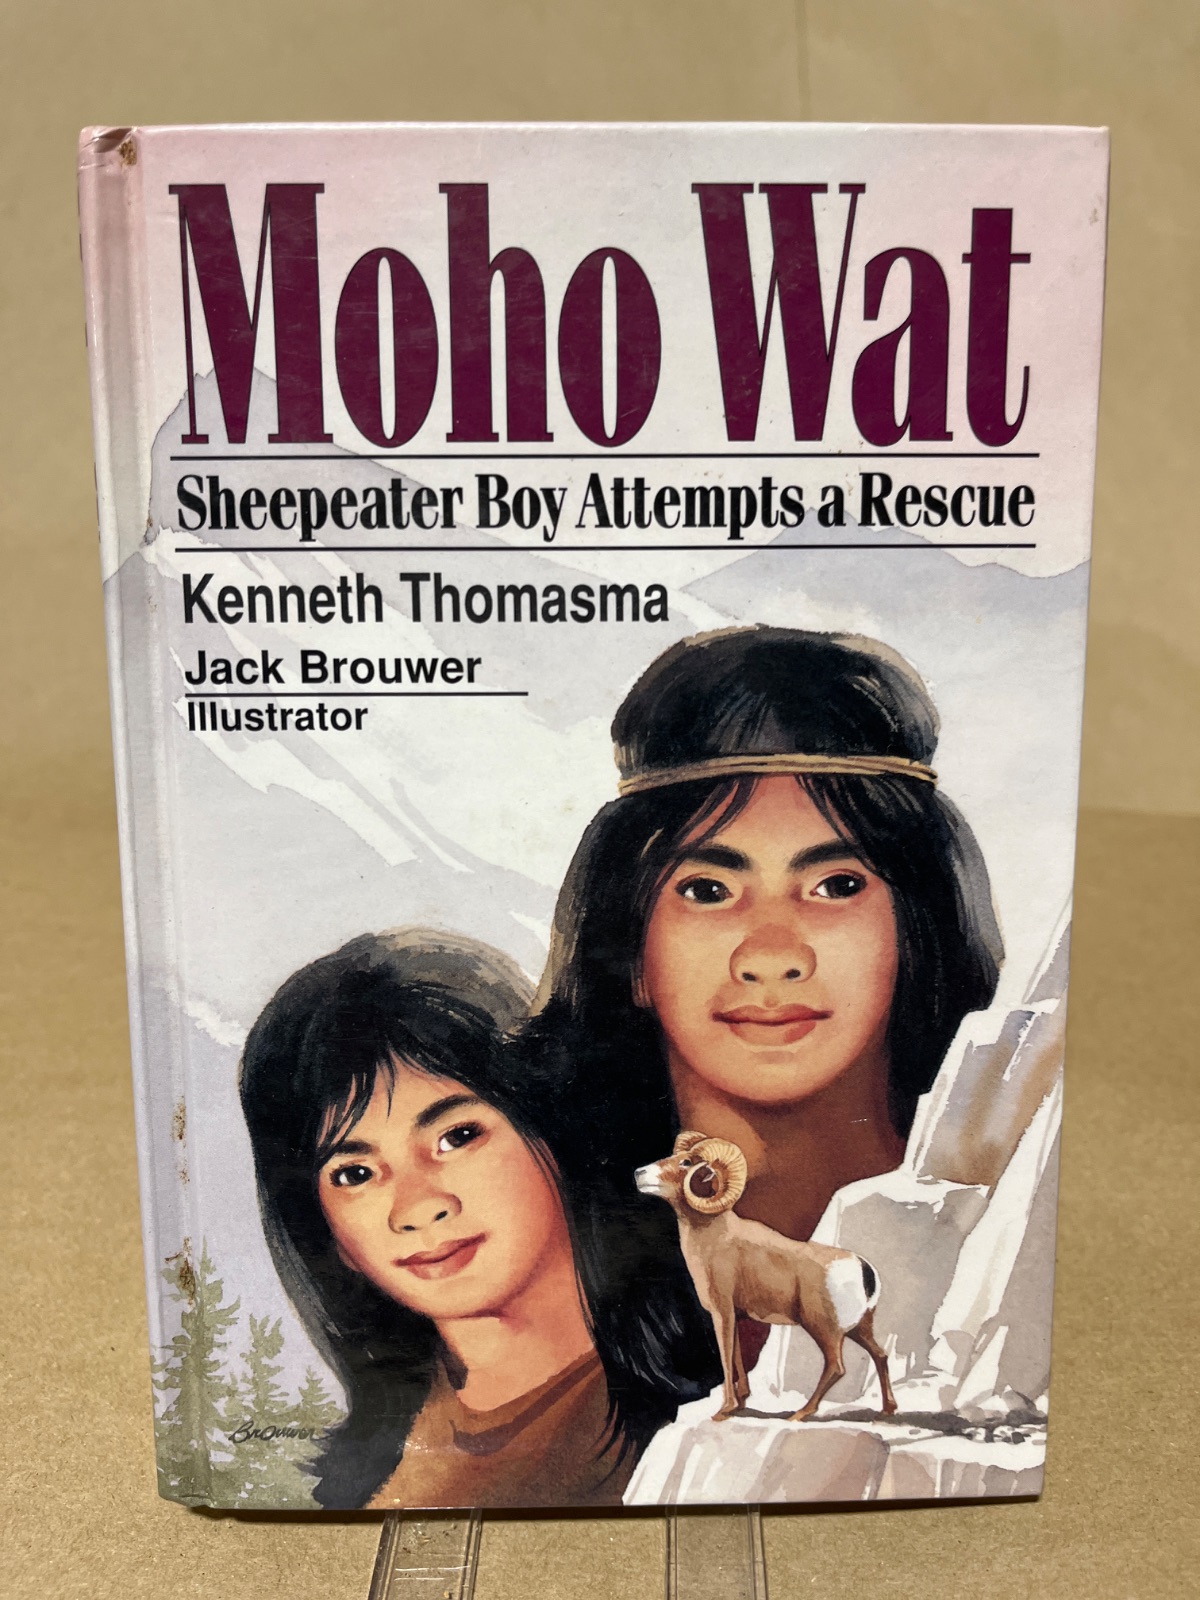 Moho Wat
Sheepeater Boy Attempts a Rescue
Kenneth Thomasma
Jack Brouwer
Illustrator
Brouwer